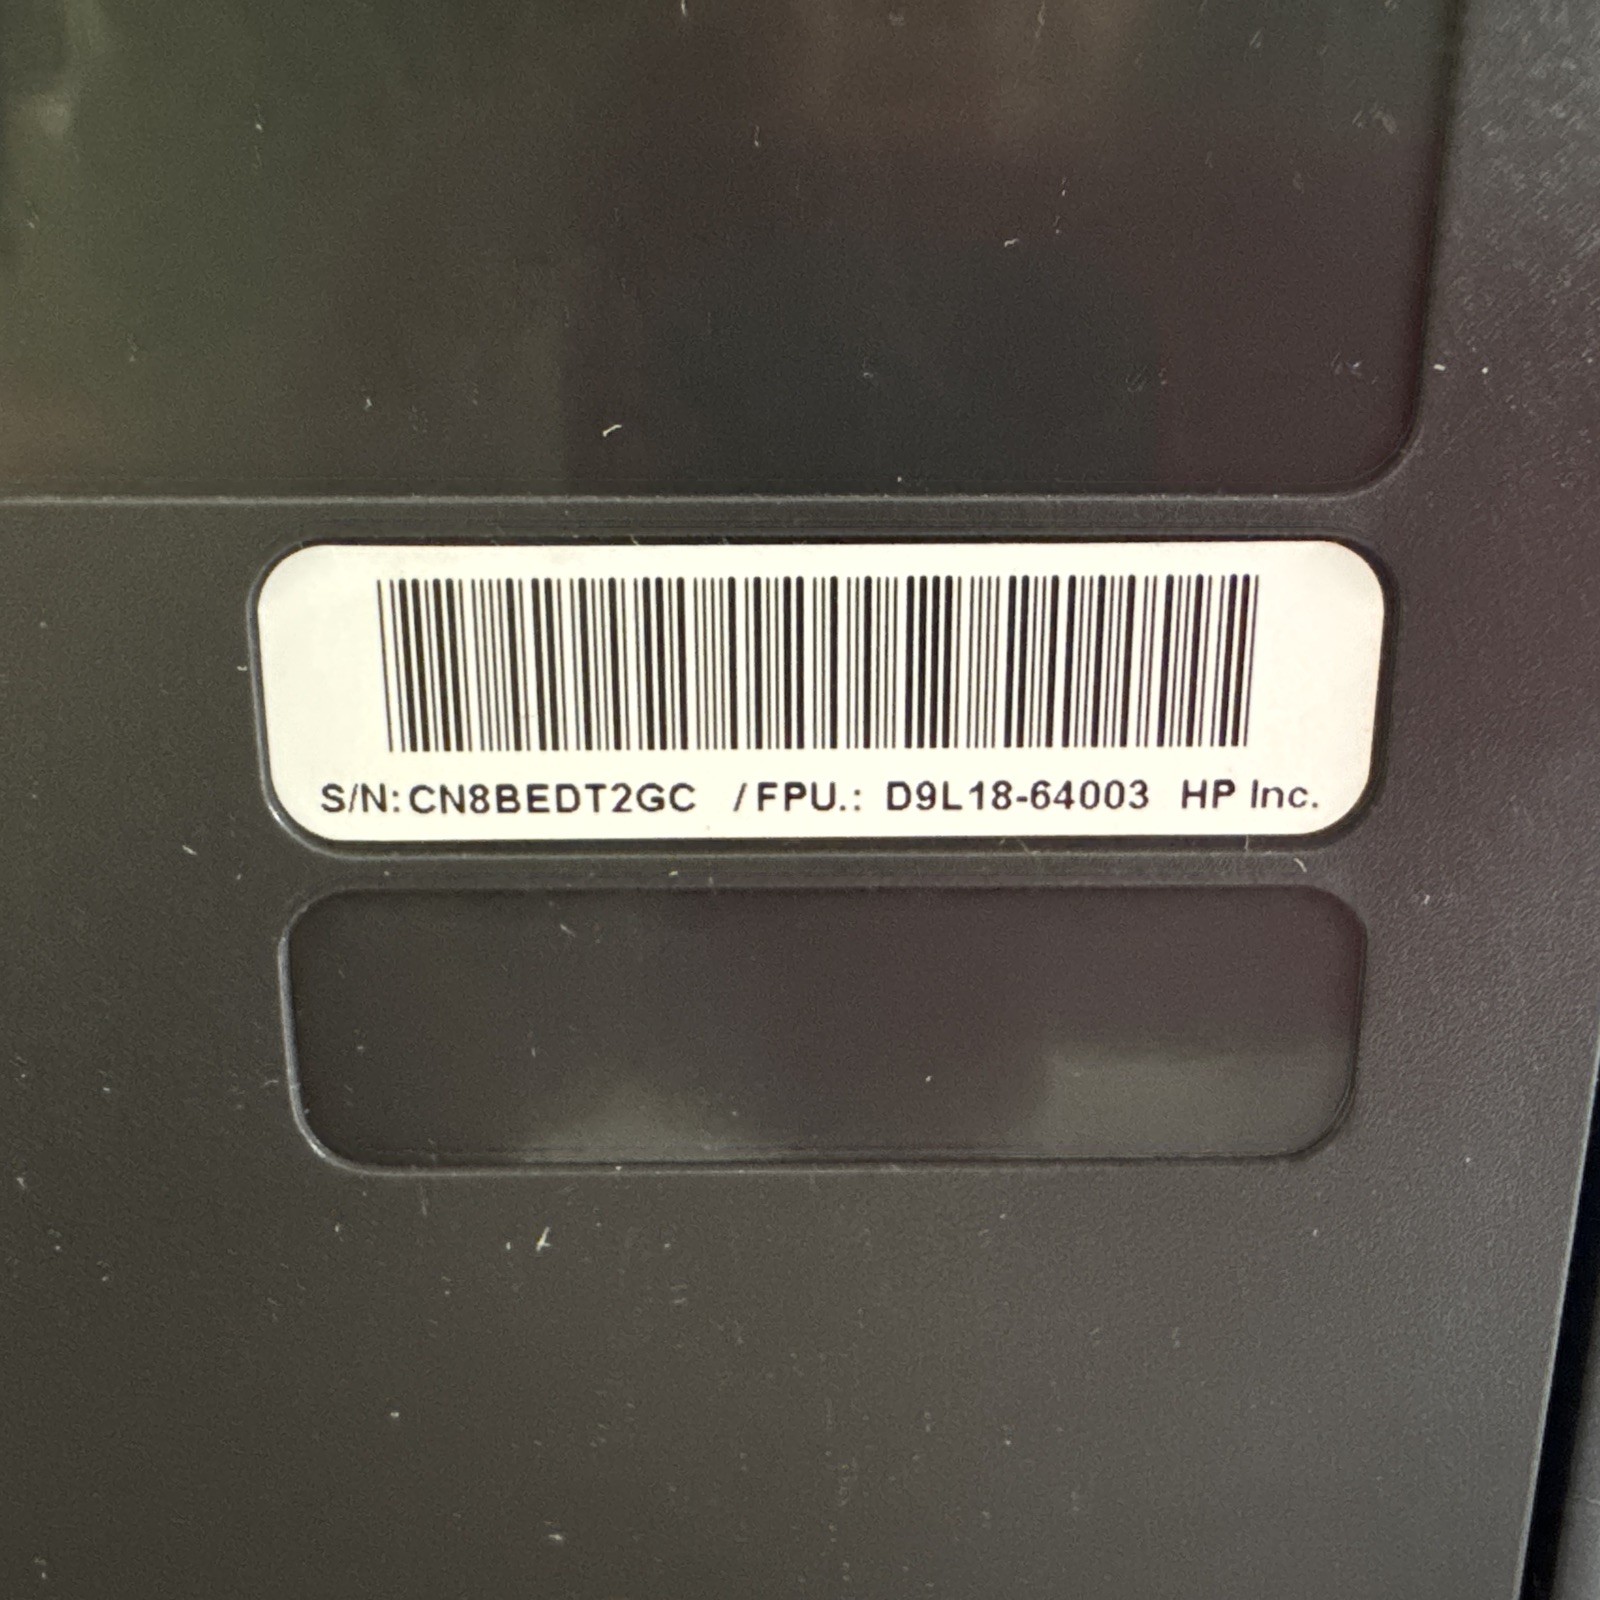 S/N:CN8BEDT2GC /FPU.: D9L18-64003 HP Inc.